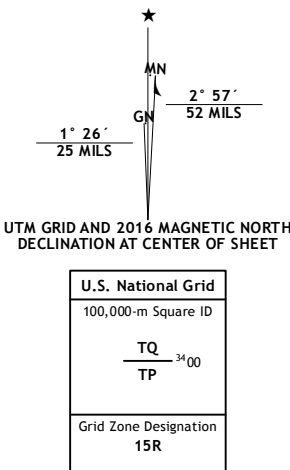 MN
GN
2° 57´
52 MILS
1° 26´
25 MILS
UTM GRID AND 2016 MAGNETIC NORTH
DECLINATION AT CENTER OF SHEET
U.S. National Grid
100,000-m Square ID
TQ
3400
TP
Grid Zone Designation
15R